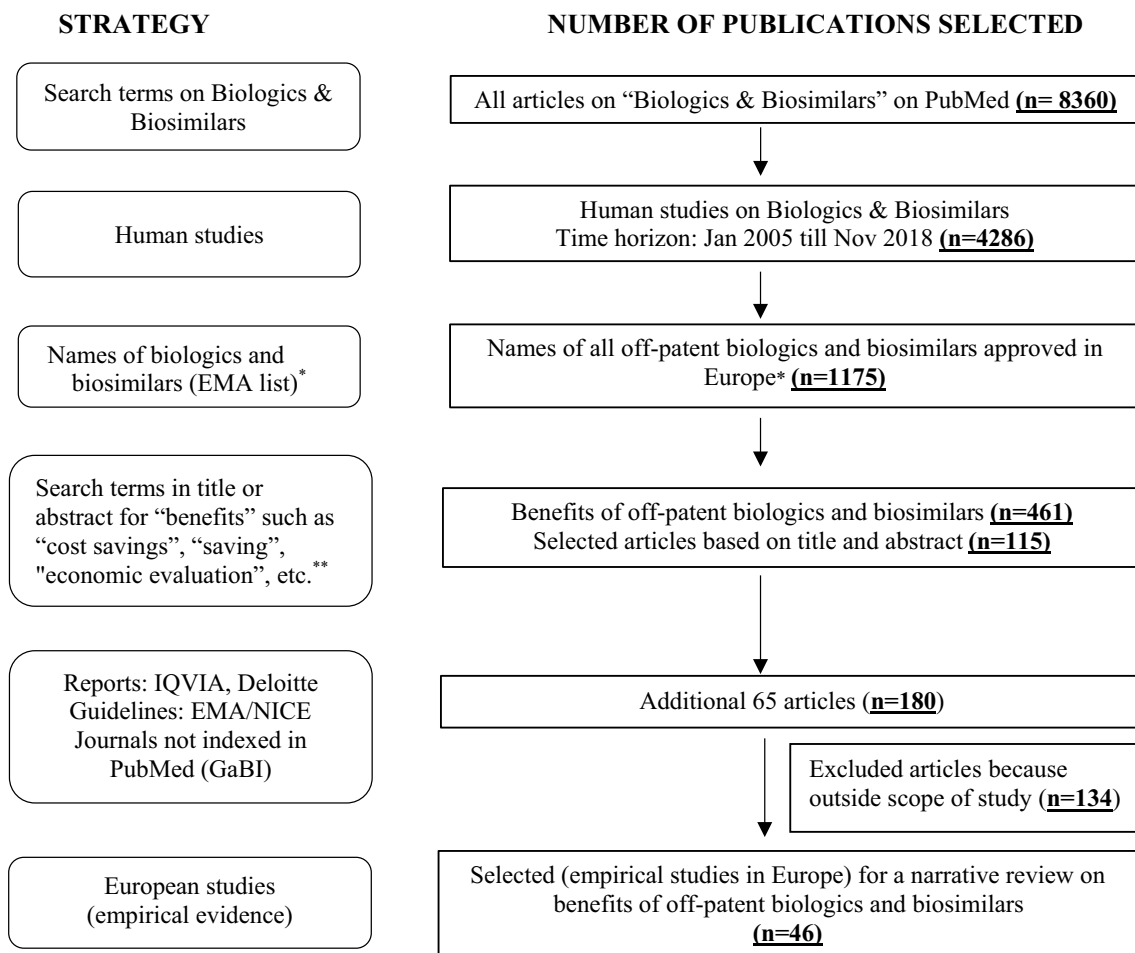 STRATEGY
NUMBER OF PUBLICATIONS SELECTED
Search terms on Biologics &
Biosimilars
All articles on “Biologics & Biosimilars” on PubMed (n= 8360)
Human studies
Human studies on Biologics & Biosimilars
Time horizon: Jan 2005 till Nov 2018 (n=4286)
Names of biologics and
biosimilars (EMA list)*
Names of all off-patent biologics and biosimilars approved in
Europe* (n=1175)
Search terms in title or
abstract for “benefits” such as
“cost savings”, “saving”,
"economic evaluation”, etc.**
Benefits of off-patent biologics and biosimilars (n=461)
Selected articles based on title and abstract (n=115)
Reports: IQVIA, Deloitte
Guidelines: EMA/NICE
Journals not indexed in
PubMed (GaBI)
Additional 65 articles (n=180)
Excluded articles because
outside scope of study (n=134)
European studies
(empirical evidence)
Selected (empirical studies in Europe) for a narrative review on
benefits of off-patent biologics and biosimilars
(n=46)